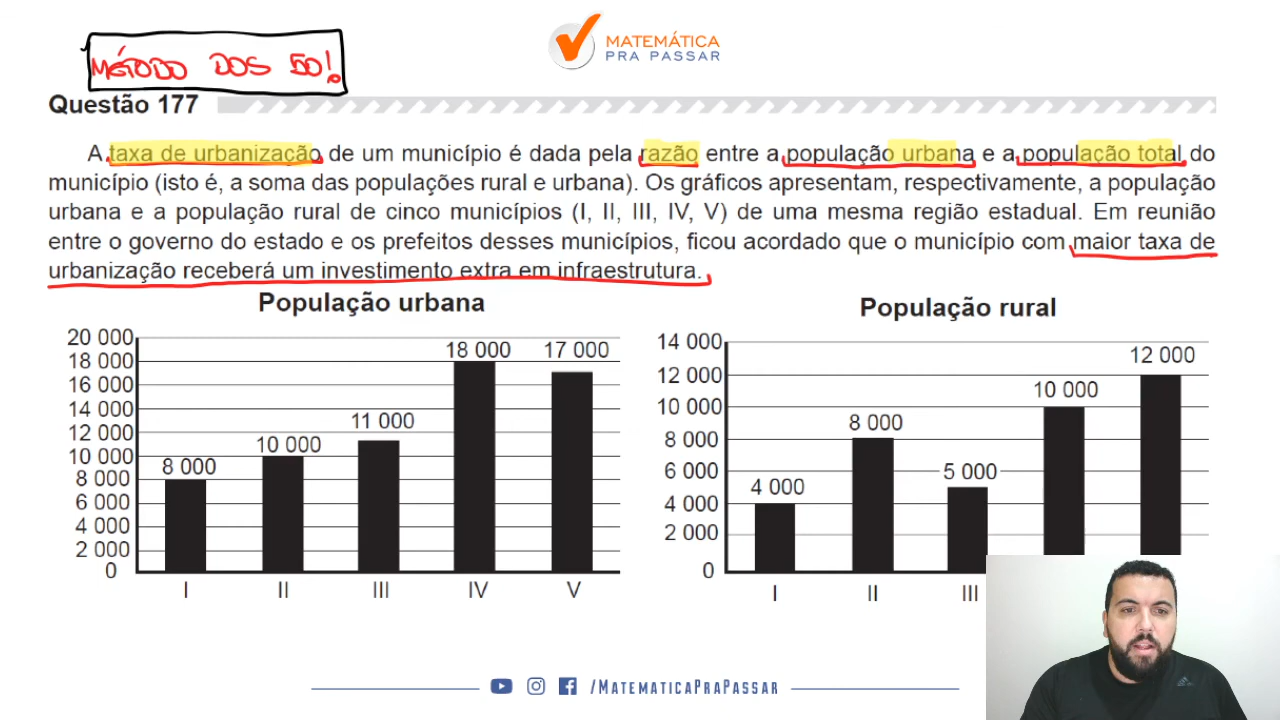 MÉTODO DOS 50!
MATEMÁTICA
PRA PASSAR
Questão 177
A taxa de urbanização de um município é dada pela razão entre a população urbana e a população total do
município (isto é, a soma das populações rural e urbana). Os gráficos apresentam, respectivamente, a população
urbana e a população rural de cinco municípios (I, II, III, IV, V) de uma mesma região estadual. Em reunião
entre o governo do estado e os prefeitos desses municípios, ficou acordado que o município com maior taxa de
urbanização receberá um investimento extra em infraestrutura.
População urbana
20 000
18 000
16 000
14 000
12 000
10 000
8 000
6 000
4 000
2 000
0
8 000
10 000
11 000
18 000
17 000
I II III IV V
População rural
14 000
12 000
10 000
8 000
6 000
4 000
2 000
0
4 000
8 000
5 000
10 000
12 000
I II III
/MATEMATICAPRAPASSAR